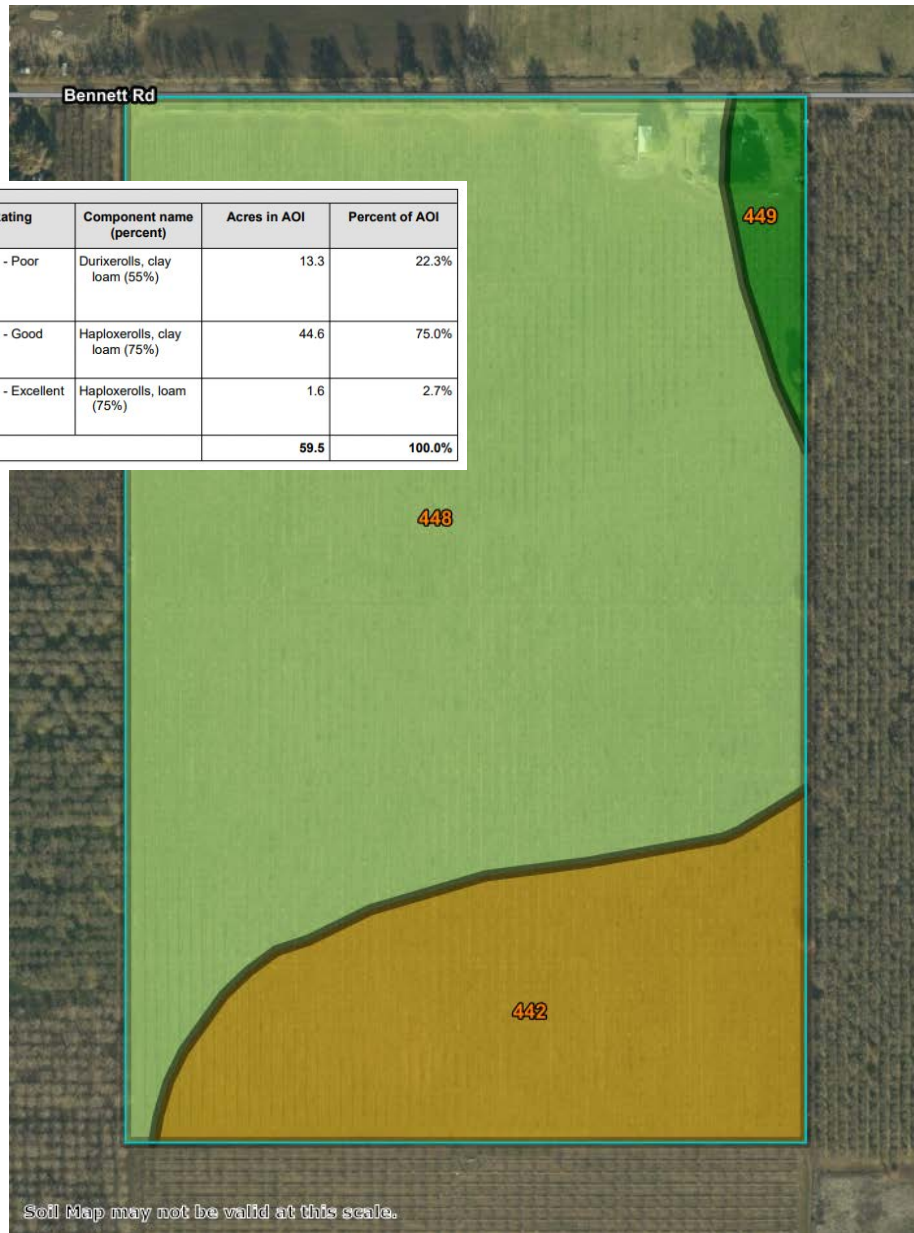 Bennett Rd
449
ating Component name Acres in AOI Percent of AOI
(percent)
- Poor Durixerolls, clay 13.3 22.3%
loam (55%)
- Good Haploxerolls, clay 44.6 75.0%
loam (75%)
- Excellent Haploxerolls, loam 1.6 2.7%
(75%)
59.5 100.0%
448
442
Soil Map may not be valid at this scale.